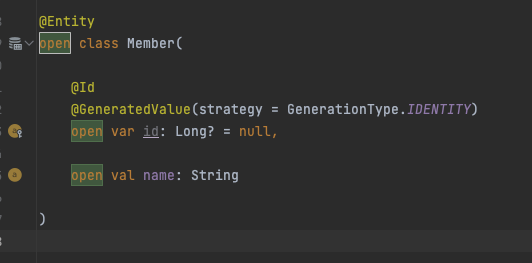 @Entity
open class Member(
@Id
@GeneratedValue(strategy = GenerationType.IDENTITY)
open var id: Long? = null,
open val name: String
)